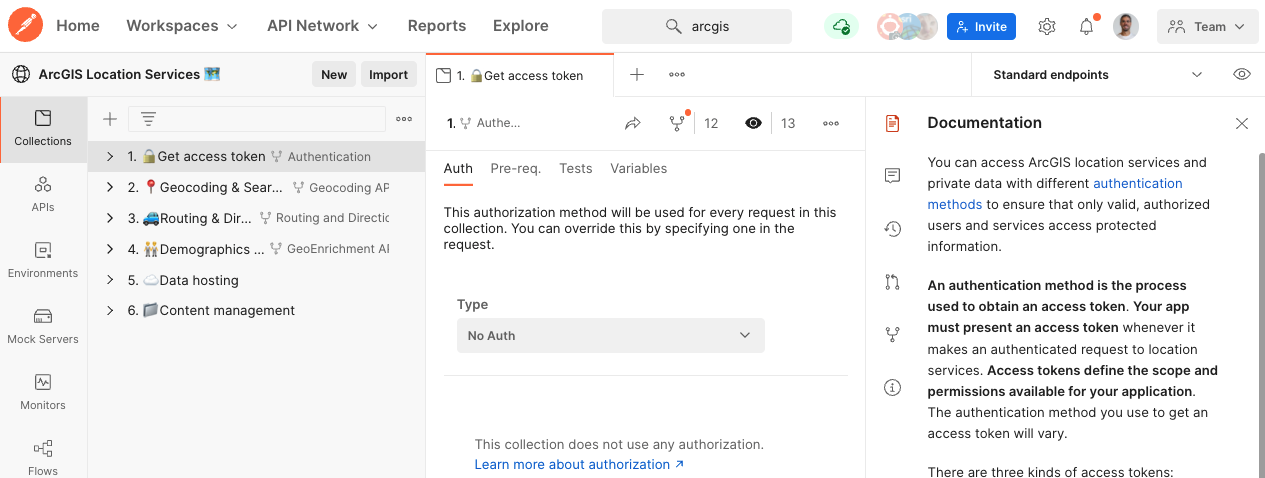 Home Workspaces API Network Reports Explore arcgis Invite Team
ArcGIS Location Services New Import
1. Get access token
Standard endpoints
Collections
APIs
Environments
Mock Servers
Monitors
Flows
1. Get access token Authentication
2. Geocoding & Sear... Geocoding AP
3. Routing & Dir... Routing and Directic
4. Demographics ... GeoEnrichment AI
5. Data hosting
6. Content management
1. Authe... 12 13
Auth Pre-req. Tests Variables
This authorization method will be used for every request in this
collection. You can override this by specifying one in the
request.
Type
No Auth
This collection does not use any authorization.
Learn more about authorization ↗
Documentation
You can access ArcGIS location services and
private data with different authentication
methods to ensure that only valid, authorized
users and services access protected
information.
An authentication method is the process
used to obtain an access token. Your app
must present an access token whenever it
makes an authenticated request to location
services. Access tokens define the scope and
permissions available for your application.
The authentication method you use to get an
access token will vary.
There are three kinds of access tokens: